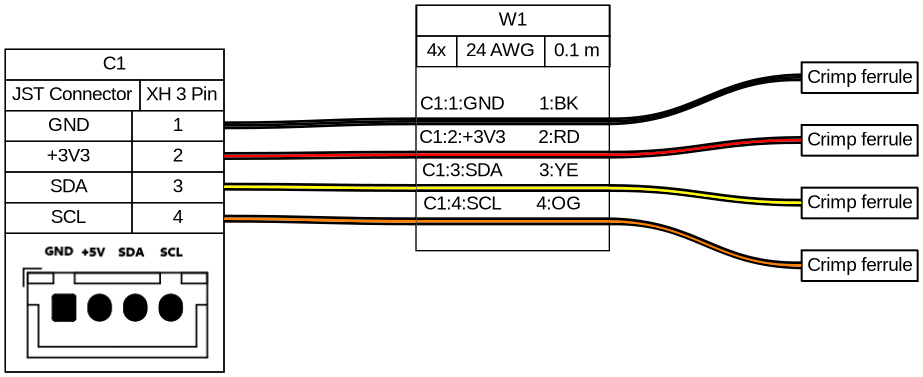 C1
JST Connector XH 3 Pin
GND 1
+3V3 2
SDA 3
SCL 4
GND +5V SDA SCL
W1
4x 24 AWG 0.1 m
C1:1:GND 1:BK
C1:2:+3V3 2:RD
C1:3:SDA 3:YE
C1:4:SCL 4:OG
Crimp ferrule
Crimp ferrule
Crimp ferrule
Crimp ferrule